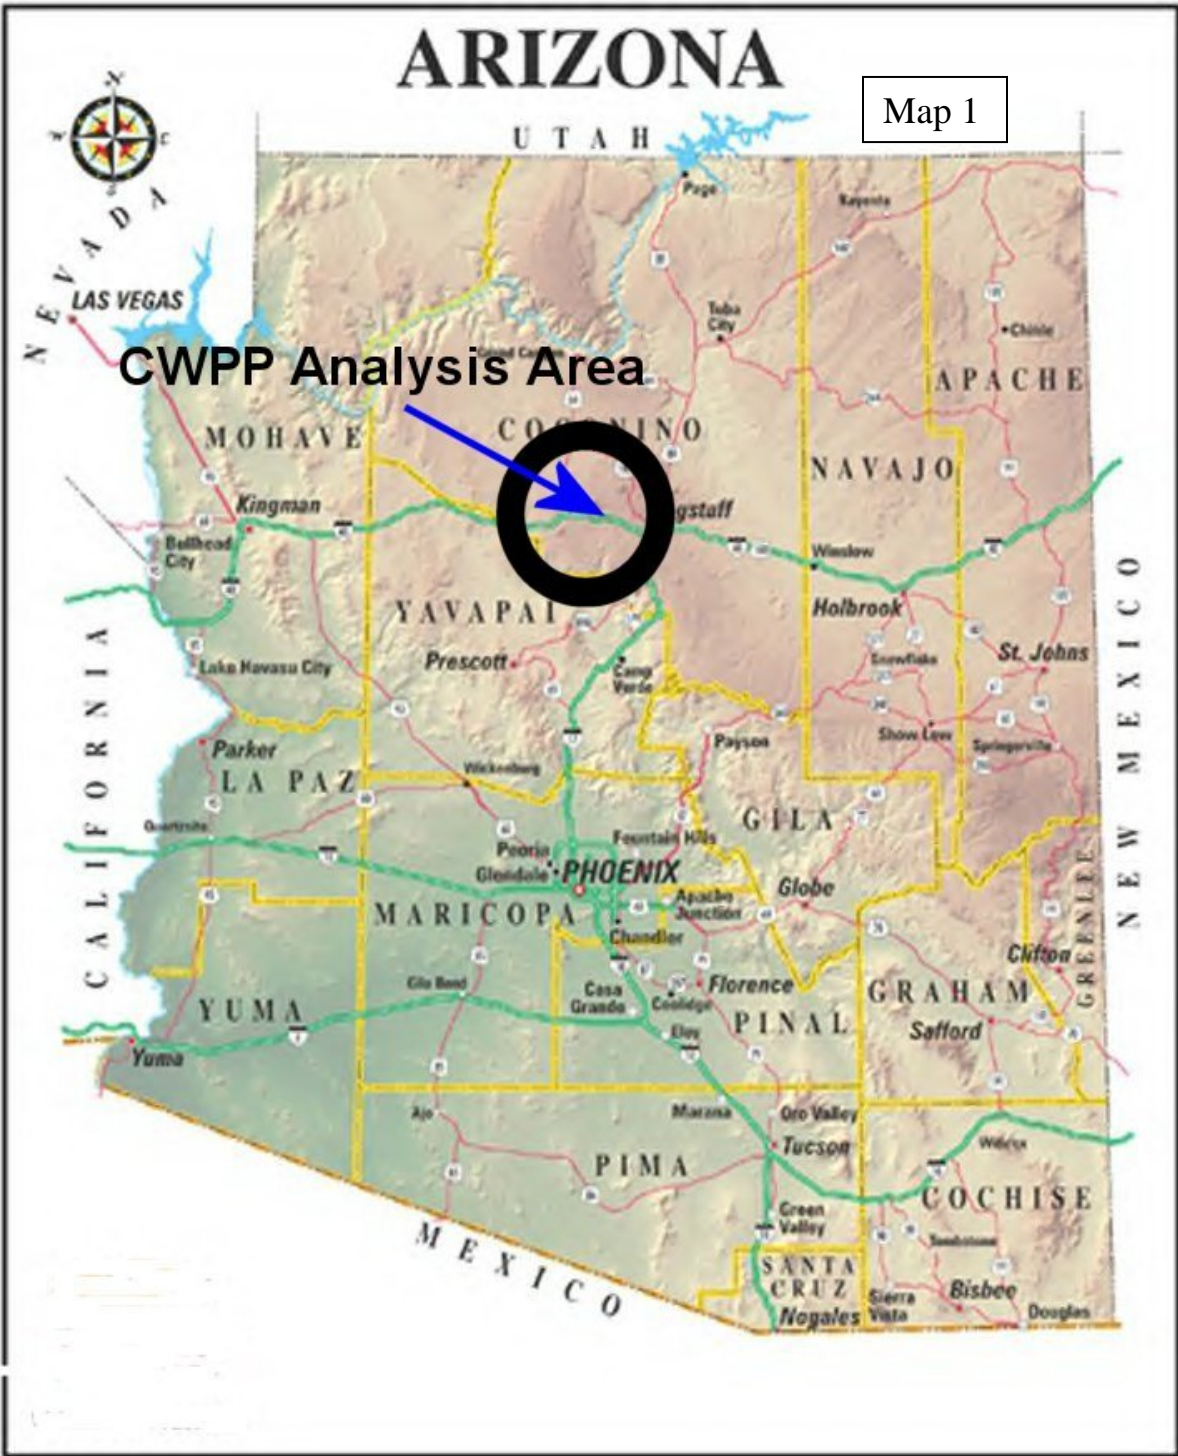 ARIZONA
Map 1
N
W
E
S
UTAH
NEVADA
Page
Kayenta
LAS VEGAS
Tuba
City
Chinle
CWPP Analysis Area
APACHE
COCONINO
MOHAVE
NAVAJO
Kingman
gstaff
Bullhead
City
Winslow
Holbrook
YAVAPAI
Prescott
Camp
Verde
Snowflake
St. Johns
Lake Havasu City
CALIFORNIA
NEW MEXICO
Parker
Payson
Show Low
Springerville
LA PAZ
Wickenburg
Quartzsite
GILA
Fountain Hills
Peoria
Glendale
PHOENIX
Globe
Apache
Junction
MARICOPA
Chandler
GREENLEE
Clifton
Gila Bend
Casa
Grande
Coolidge
Florence
GRAHAM
YUMA
Eloy
PINAL
Safford
Yuma
Ajo
Marana
Oro Valley
Tucson
Willcox
PIMA
COCHISE
Green
Valley
Tombstone
MEXICO
SANTA
CRUZ
Nogales
Sierra
Vista
Bisbee
Douglas